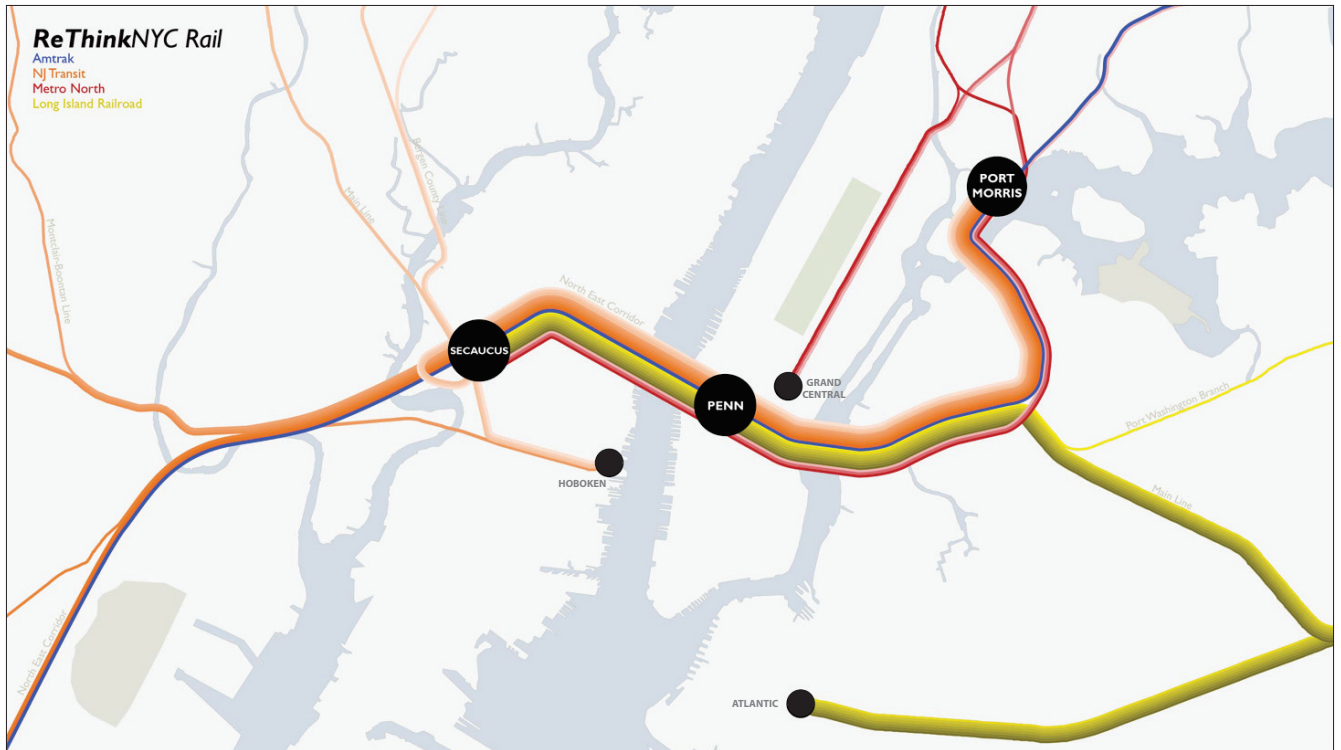 ReThinkNYC Rail
Amtrak
NJ Transit
Metro North
Long Island Railroad
Bergen County Line
Main Line
PORT
MORRIS
Montclair-Boonton Line
North East Corridor
SECAUCUS
GRAND
CENTRAL
PENN
Port Washington Branch
HOBOKEN
Main Line
North East Corridor
ATLANTIC